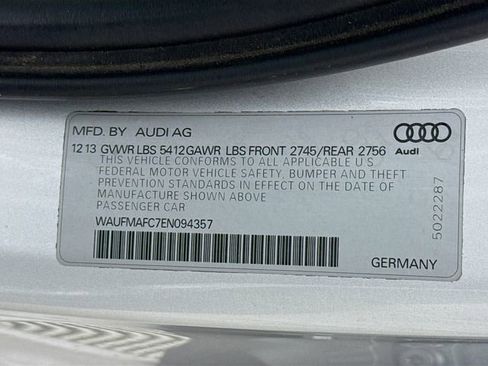 MFD. BY AUDI AG
12 13 GVWR LBS 5412 GAWR LBS FRONT 2745/REAR 2756
THIS VEHICLE CONFORMS TO ALL APPLICABLE U.S.
FEDERAL MOTOR VEHICLE SAFETY, BUMPER AND THEFT
PREVENTION STANDARDS IN EFFECT ON THE DATE
OF MANUFACTURE SHOWN ABOVE
PASSENGER CAR
WAUFMAFC7EN094357
Audi
5022287
GERMANY